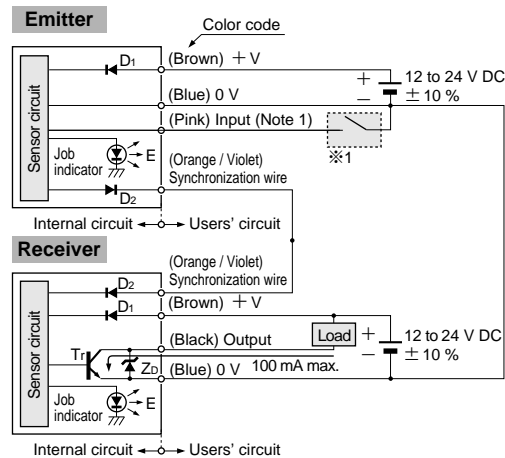 Emitter
Color code
D1
(Brown) +V
12 to 24 V DC
± 10 %
+
−
(Blue) 0 V
(Pink) Input (Note 1)
※1
Sensor circuit
Job
indicator
E
(Orange / Violet)
Synchronization wire
D2
Internal circuit
Users' circuit
Receiver
(Orange / Violet)
Synchronization wire
D2
(Brown) +V
D1
(Black) Output
Load
+
−
12 to 24 V DC
± 10 %
Sensor circuit
Tr
ZD
(Blue) 0 V
100 mA max.
Job
indicator
E
Internal circuit
Users' circuit